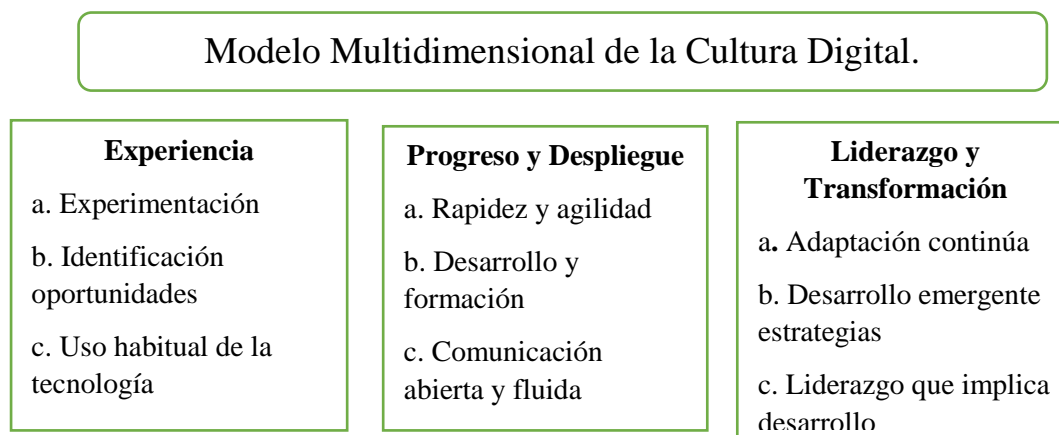 Modelo Multidimensional de la Cultura Digital.
Experiencia
a. Experimentación
b. Identificación
oportunidades
c. Uso habitual de la
tecnología
Progreso y Despliegue
a. Rapidez y agilidad
b. Desarrollo y
formación
c. Comunicación
abierta y fluida
Liderazgo y
Transformación
a. Adaptación continúa
b. Desarrollo emergente
estrategias
c. Liderazgo que implica
desarrollo